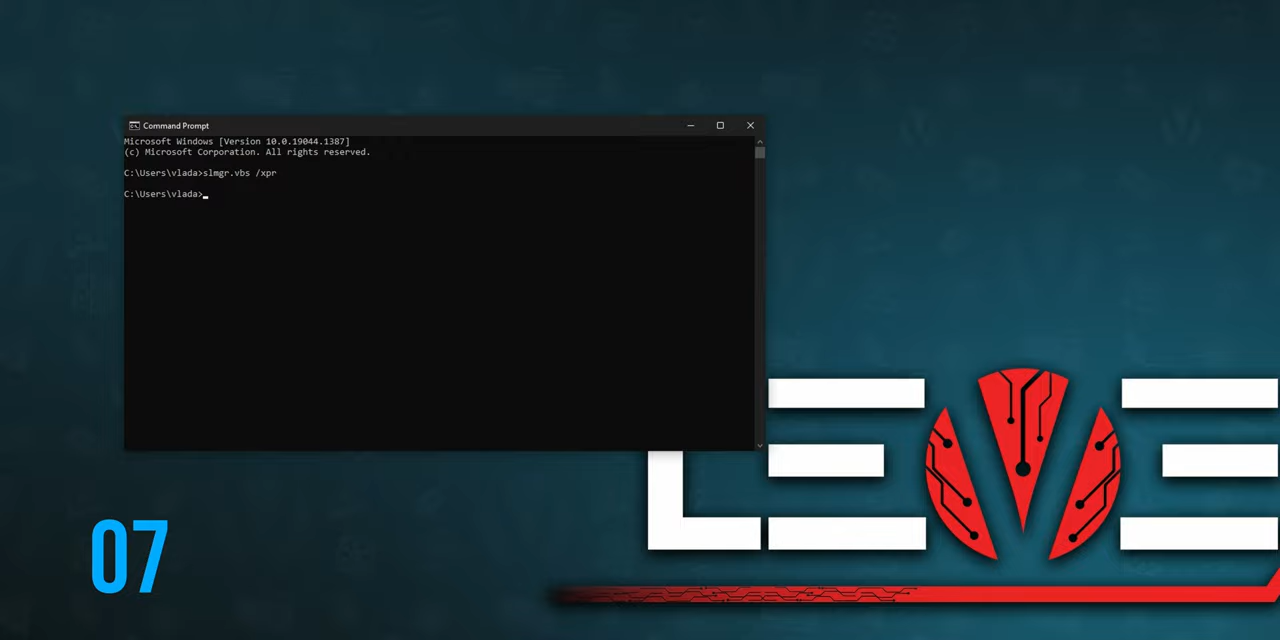 Command Prompt
Microsoft Windows [Version 10.0.19044.1387]
(c) Microsoft Corporation. All rights reserved.
C:\Users\vlada>slmgr.vbs /xpr
C:\Users\vlada>
LEVE
07